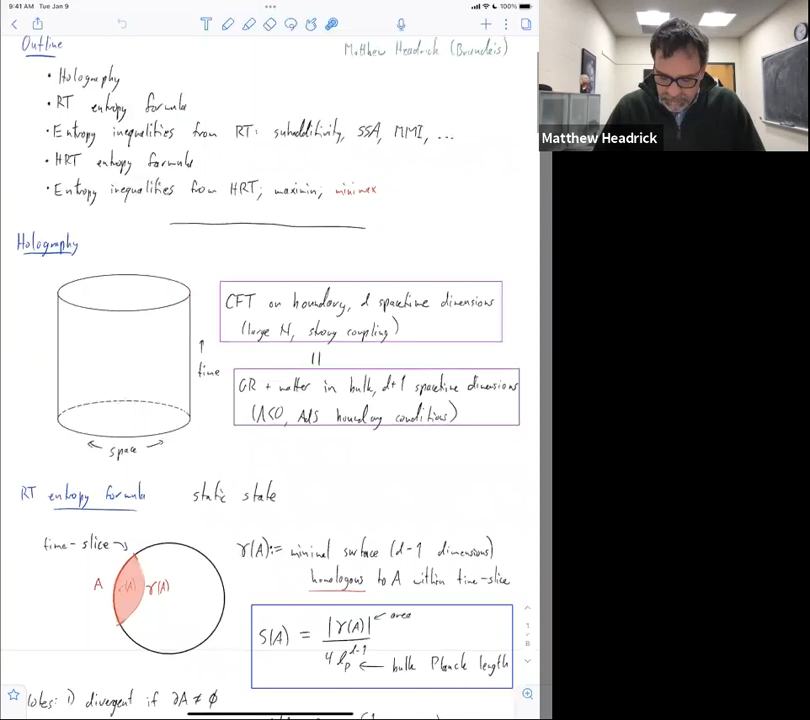 9:41 AM Tue Jan 9
100%
Outline
Matthew Headrick (Brandeis)
• Holography
• RT entropy formula
• Entropy inequalities from RT: subadditivity, SSA, MMI, ...
• HRT entropy formula
• Entropy inequalities from HRT; maximin; minimax
Holography
CFT on boundary, d spacetime dimensions
(large N, strong coupling)
=
time
GR + matter in bulk, d+1 spacetime dimensions
(Λ<0, AdS boundary conditions)
← space →
RT entropy formula static state
time-slice →
γ(A) := minimal surface (d-1 dimensions)
homologous to A within time-slice
A r(A) γ(A)
S(A) = |γ(A)| / 4 l_P^{d-1} ← area
← bulk Planck length
Notes: 1) divergent if ∂A ≠ ∅
Matthew Headrick